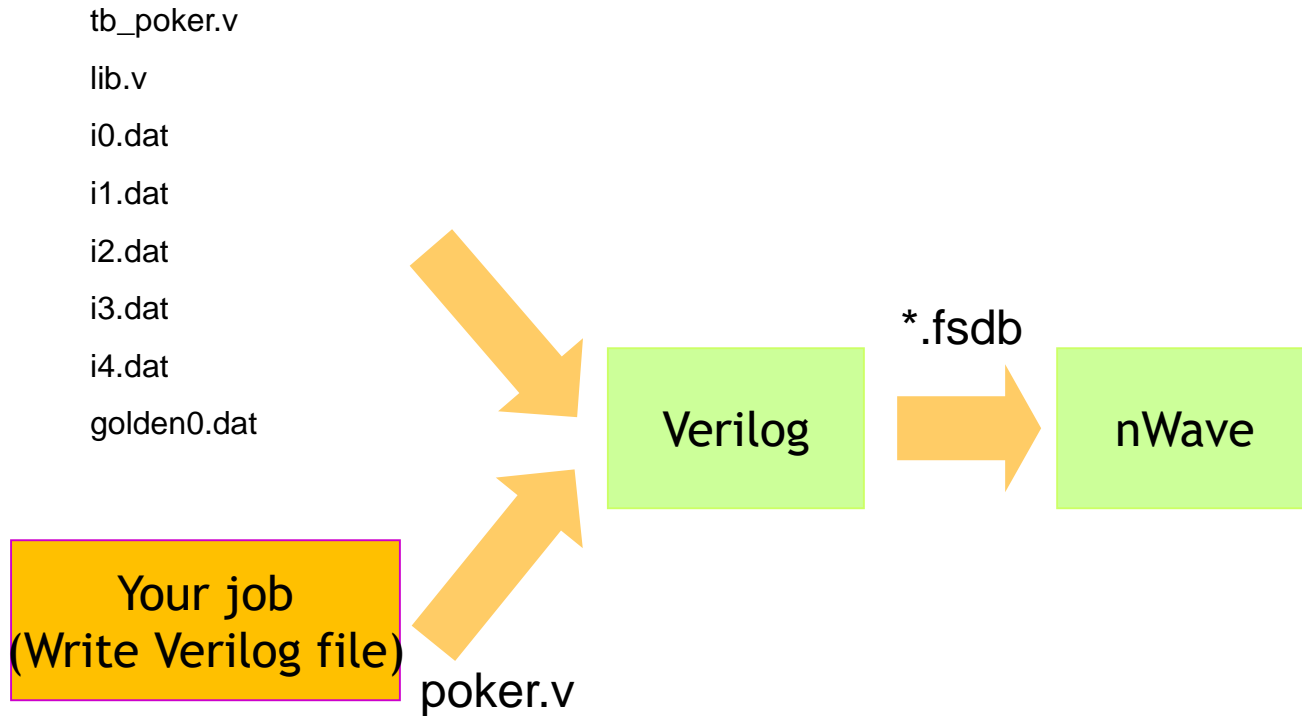 tb_poker.v
lib.v
i0.dat
i1.dat
i2.dat
i3.dat
i4.dat
golden0.dat
Your job
(Write Verilog file)
poker.v
Verilog
*.fsdb
nWave